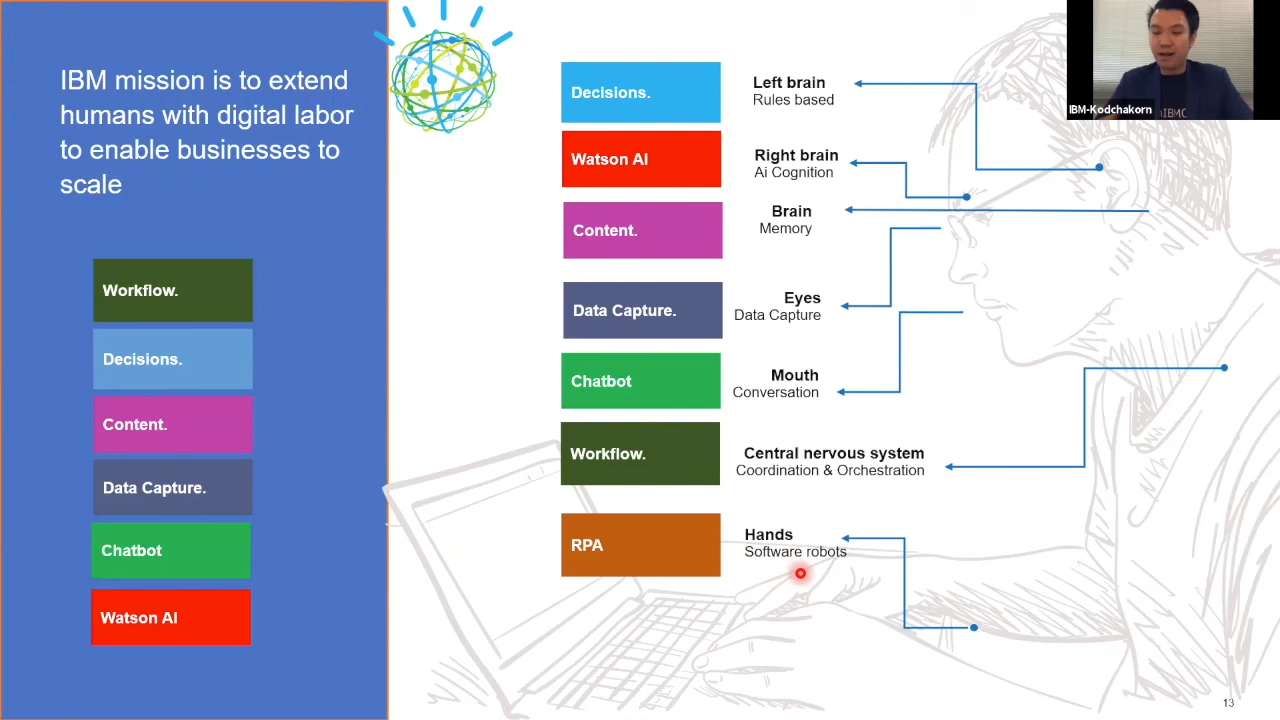 IBM mission is to extend
humans with digital labor
to enable businesses to
scale
Workflow.
Decisions.
Content.
Data Capture.
Chatbot
Watson AI
Decisions.
Left brain
Rules based
Watson AI
Right brain
Ai Cognition
Content.
Brain
Memory
Data Capture.
Eyes
Data Capture
Chatbot
Mouth
Conversation
Workflow.
Central nervous system
Coordination & Orchestration
RPA
Hands
Software robots
IBM-Kodchakorn
13